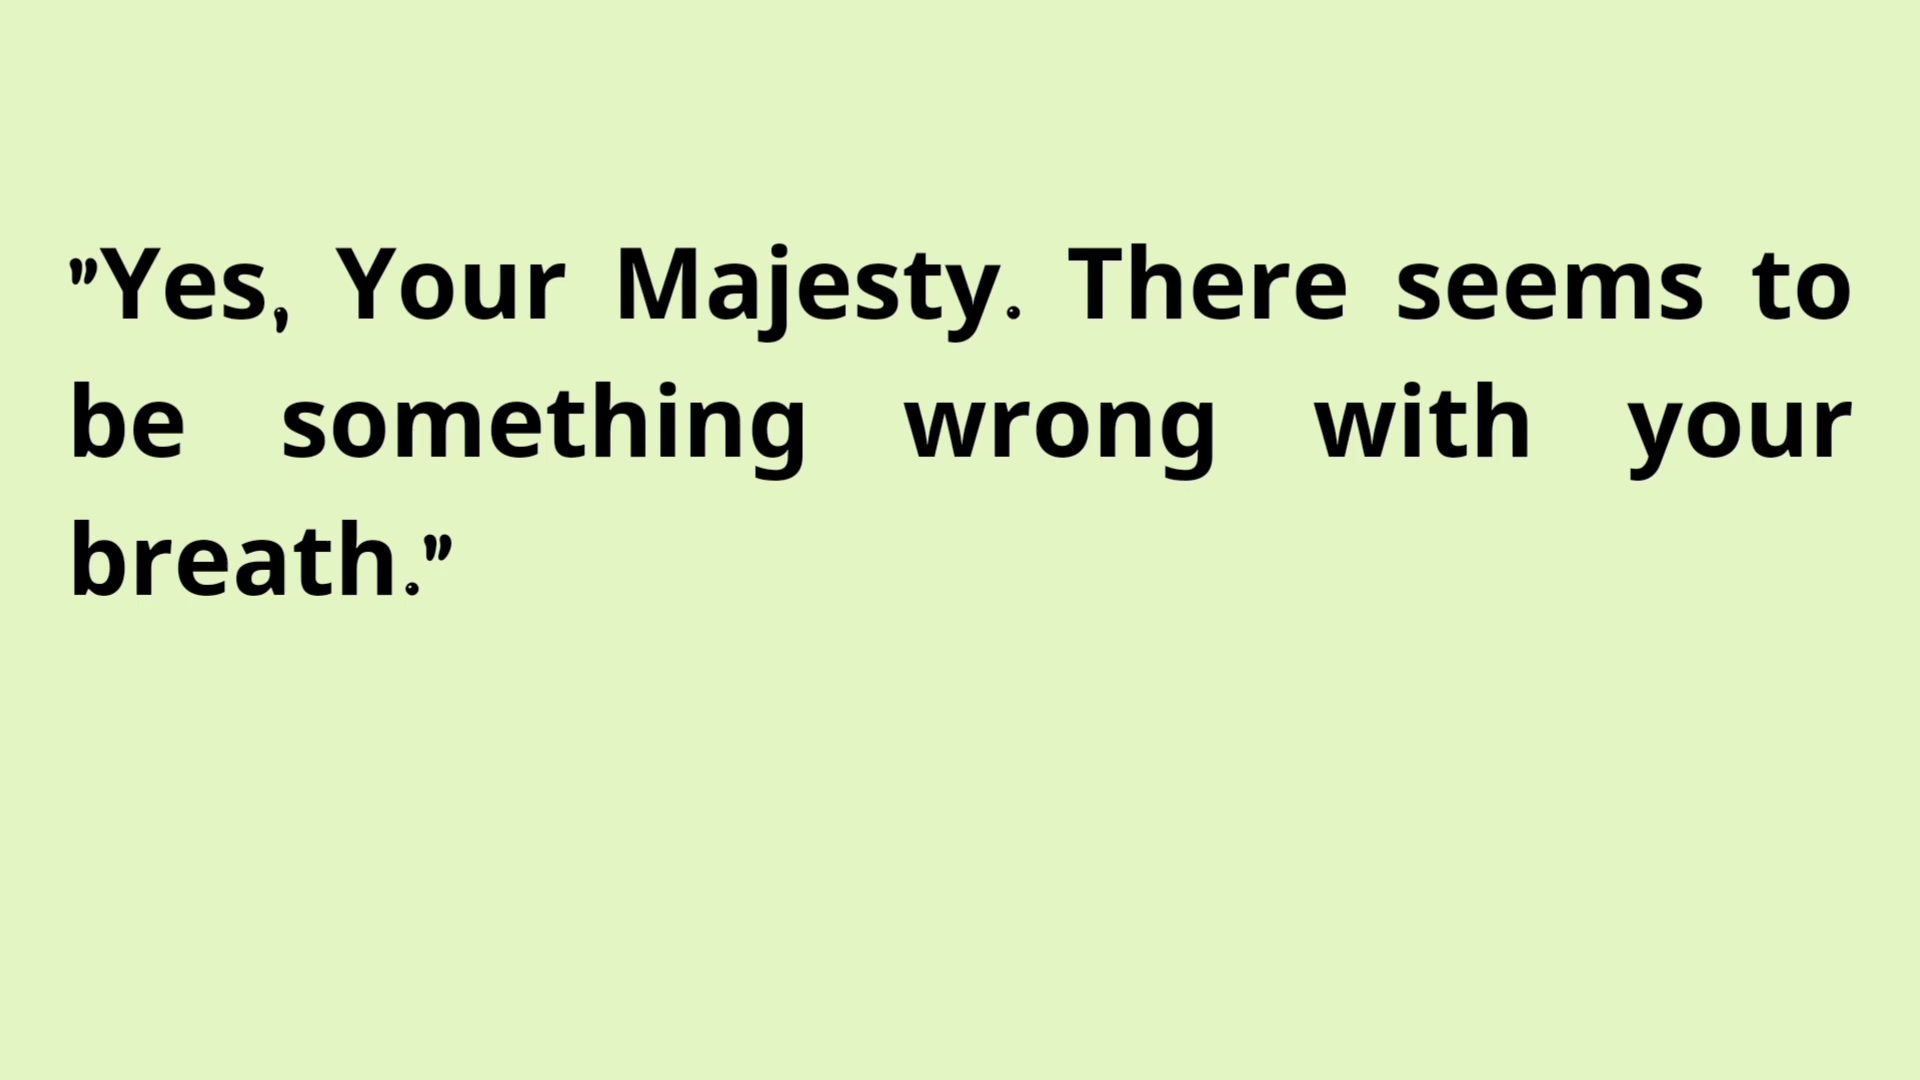 "Yes, Your Majesty. There seems to
be something wrong with your
breath."